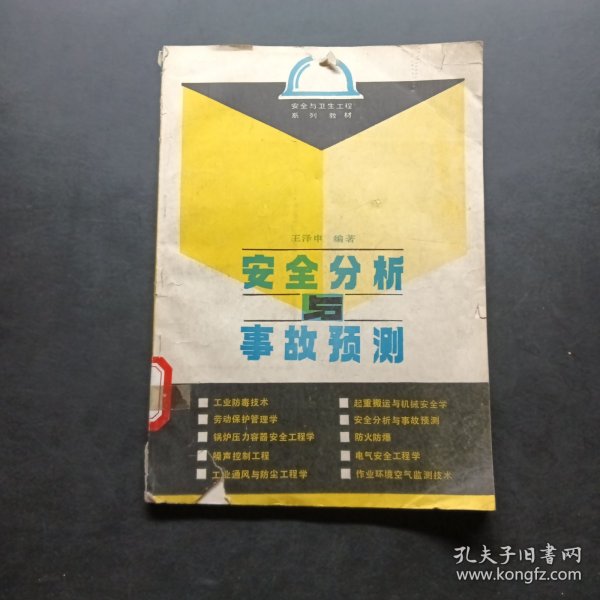 安全与卫生工程
系列教材
王泽申 编著
安全分析
与
事故预测
工业防毒技术
劳动保护管理学
锅炉压力容器安全工程学
噪声控制工程
工业通风与防尘工程学
起重搬运与机械安全学
安全分析与事故预测
防火防爆
电气安全工程学
作业环境空气监测技术
孔夫子旧书网
www.kongfz.com